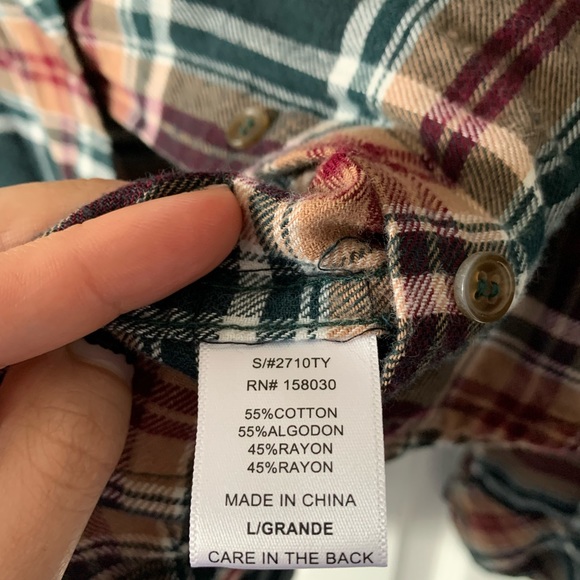 S/#2710TY
RN# 158030
55%COTTON
55%ALGODON
45%RAYON
45%RAYON
MADE IN CHINA
L/GRANDE
CARE IN THE BACK